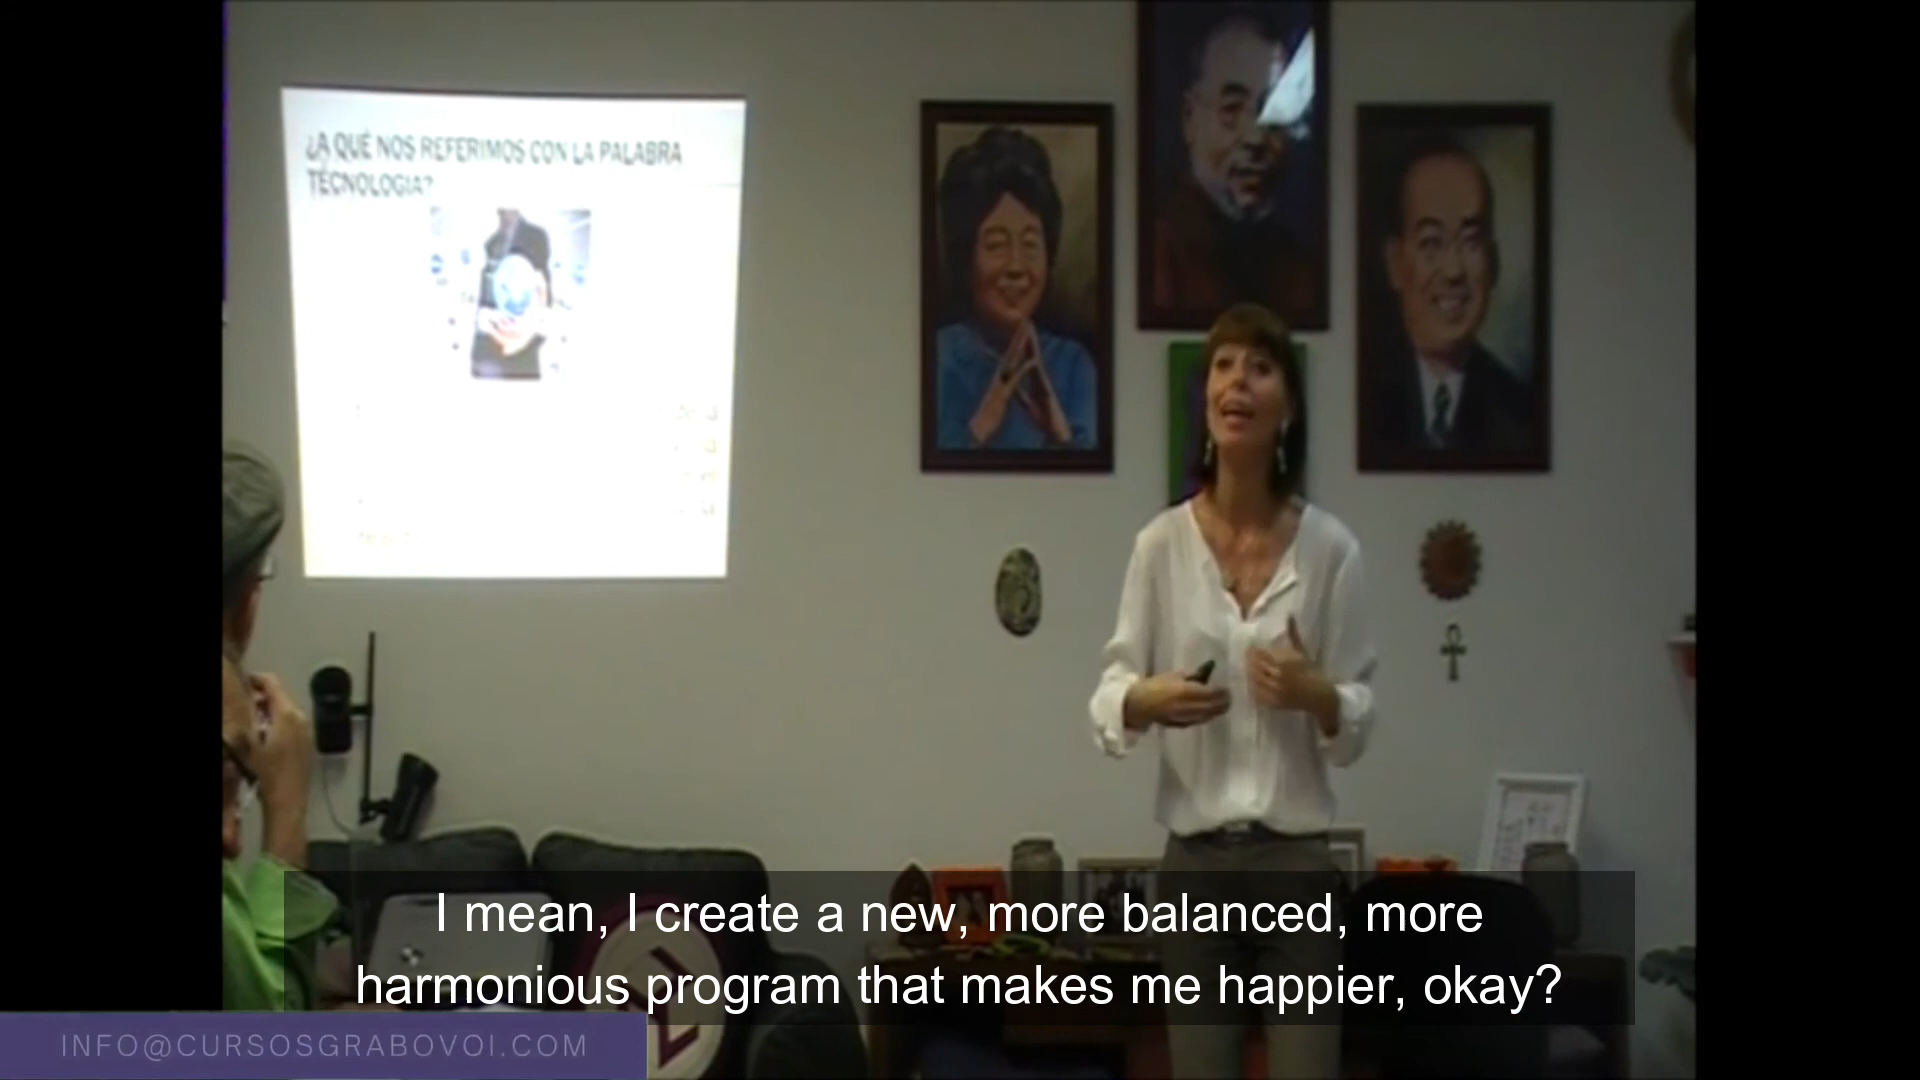 ¿A QUÉ NOS REFERIMOS CON LA PALABRA
TECNOLOGIA?
I mean, I create a new, more balanced, more
harmonious program that makes me happier, okay?
INFO@CURSOSGRABOVOI.COM